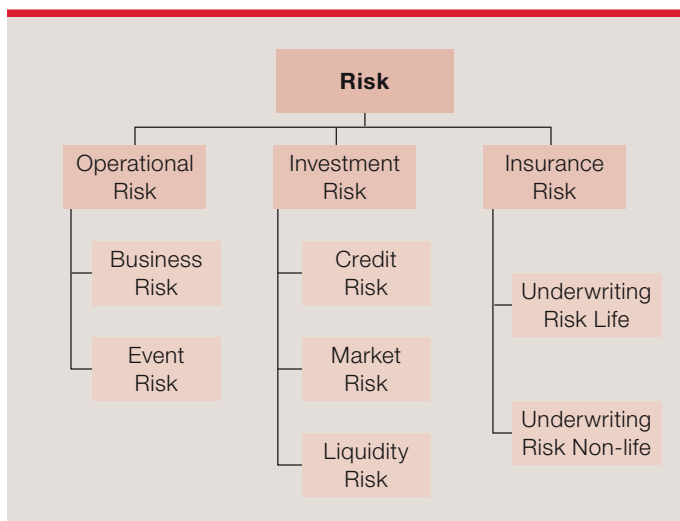 Risk
Operational
Risk
Investment
Risk
Insurance
Risk
Business
Risk
Credit
Risk
Underwriting
Risk Life
Event
Risk
Market
Risk
Underwriting
Risk Non-life
Liquidity
Risk